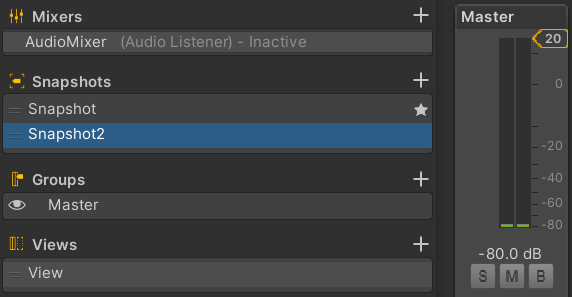 Mixers
AudioMixer (Audio Listener) - Inactive
Snapshots
Snapshot
Snapshot2
Groups
Master
Views
View
Master
20
0
-20
-40
-60
-80
-80.0 dB
S M B